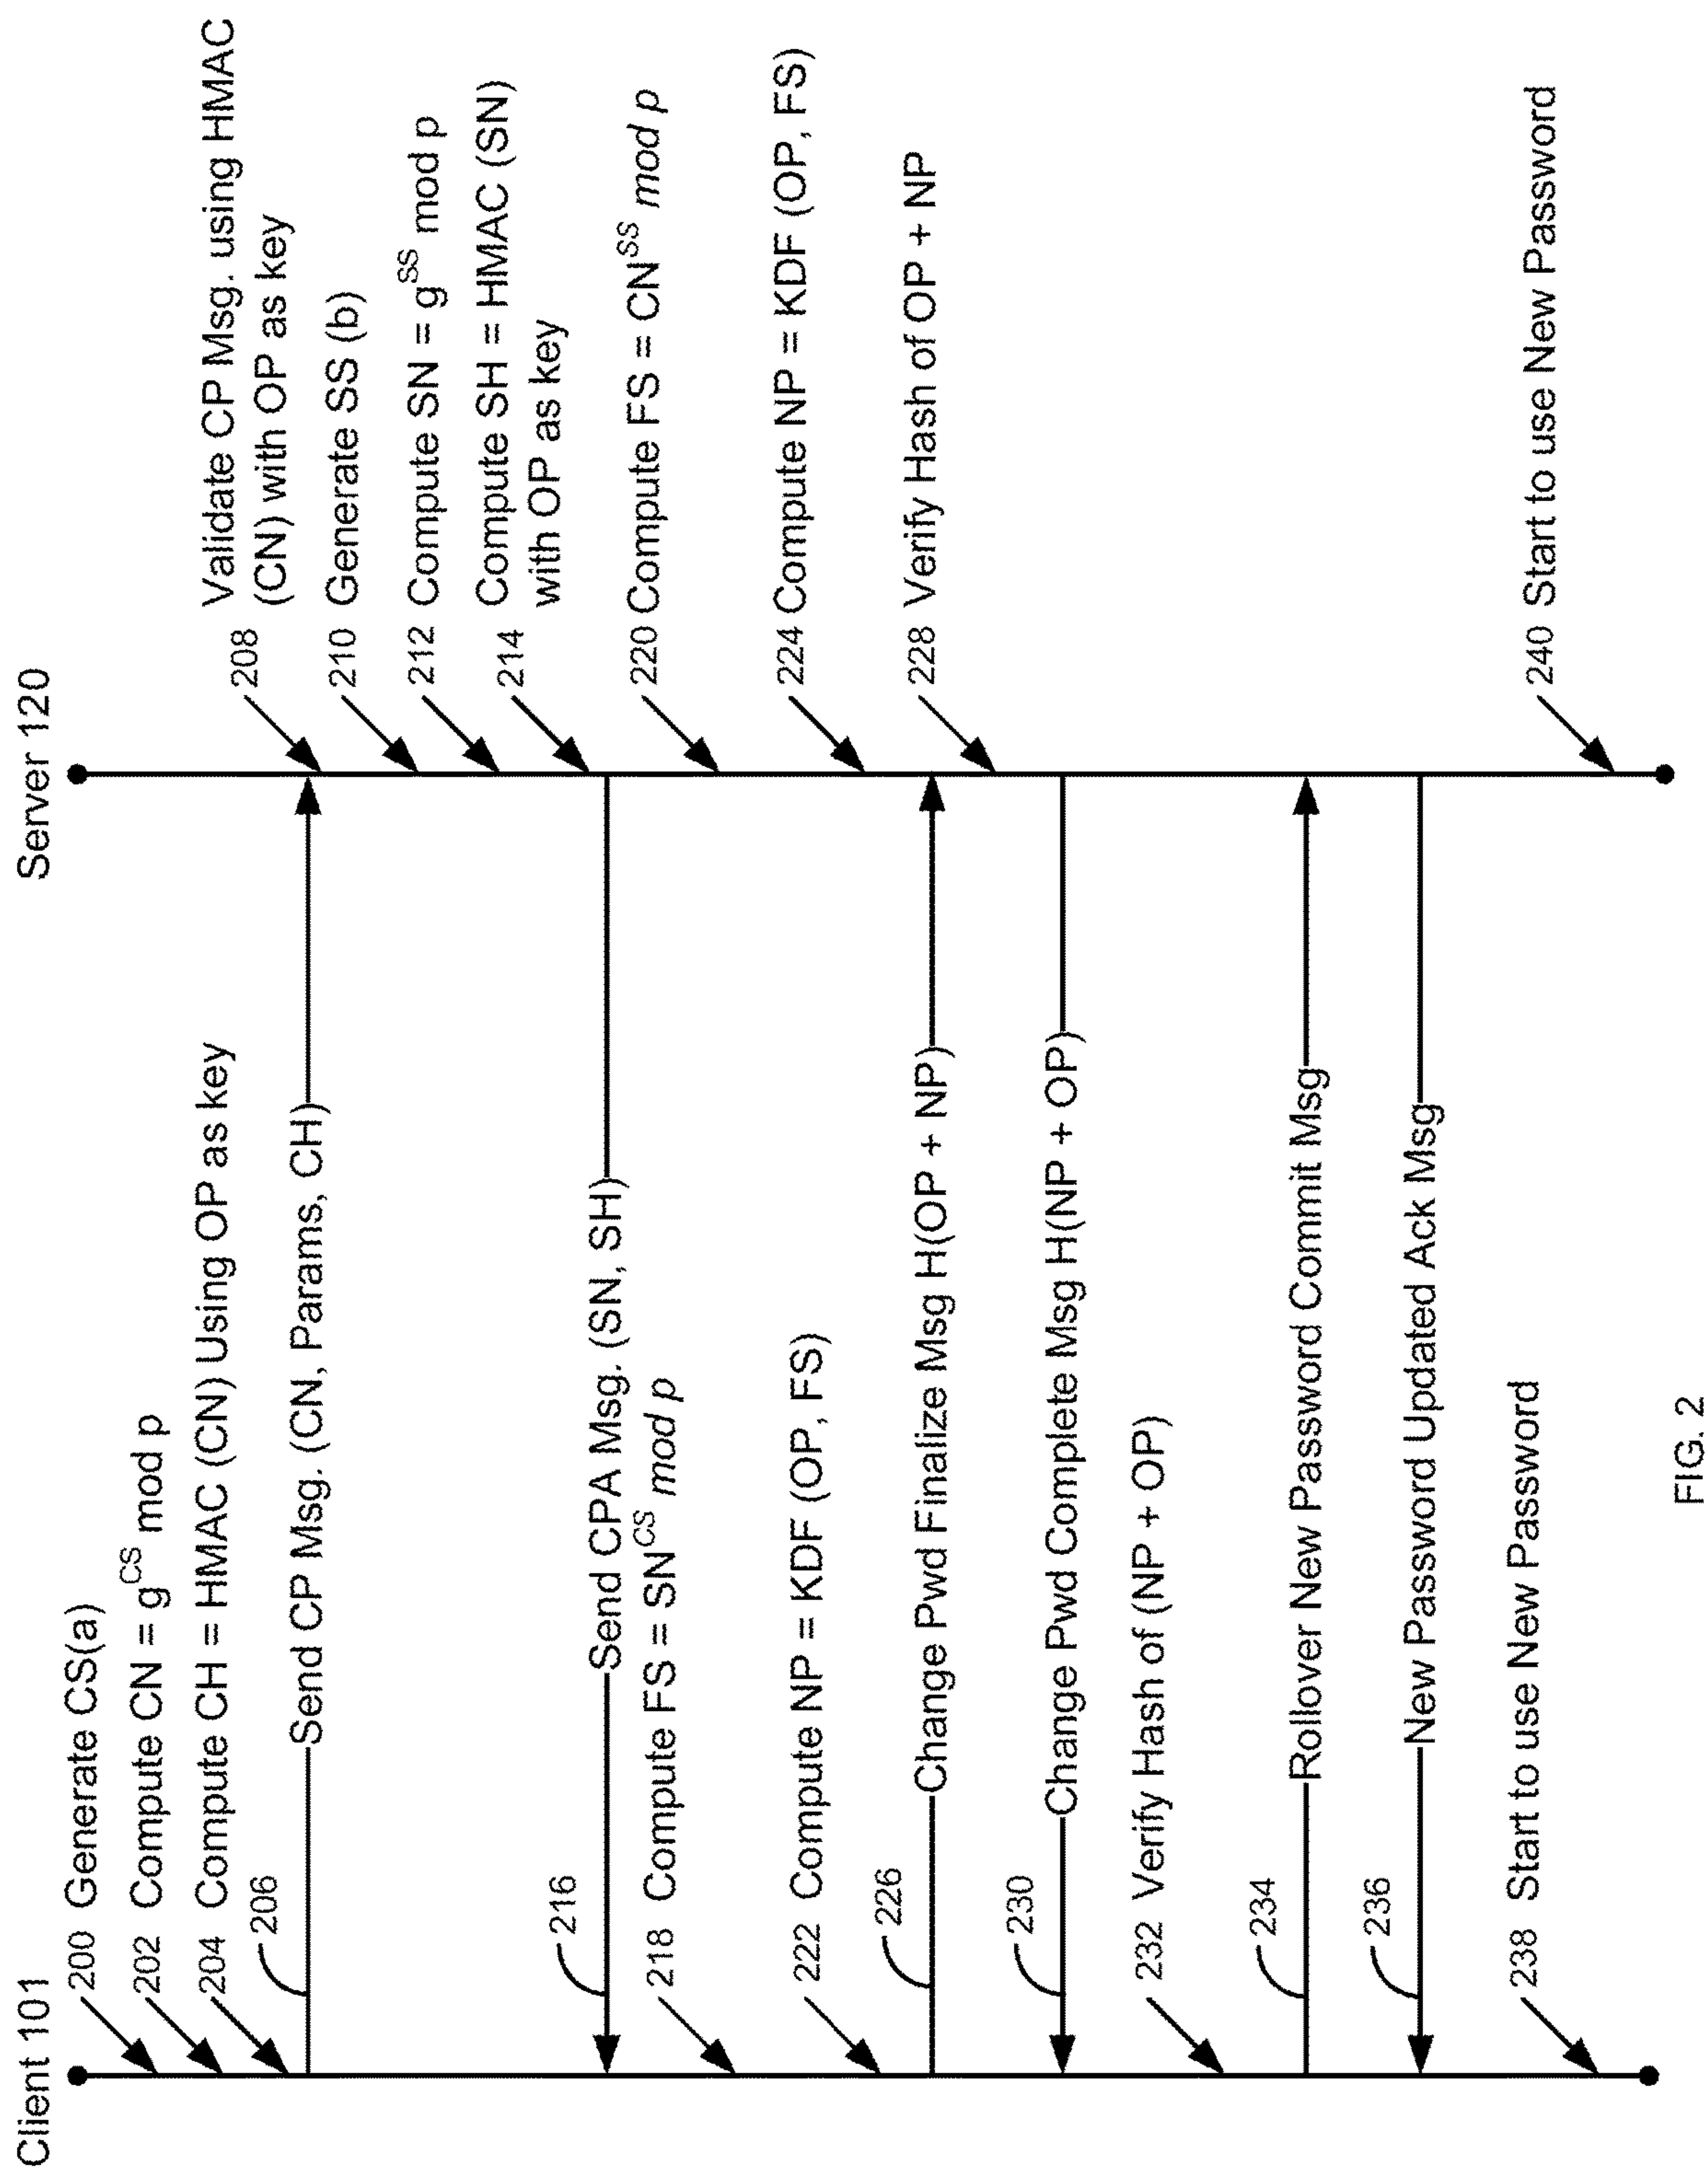 Client 101
Server 120
200 Generate CS(a)
202 Compute CN = g^CS mod p
204 Compute CH = HMAC (CN) Using OP as key
206
Send CP Msg. (CN, Params, CH)
208
Validate CP Msg. using HMAC
(CN) with OP as key
210 Generate SS (b)
212 Compute SN = g^SS mod p
214
Compute SH = HMAC (SN)
with OP as key
216
Send CPA Msg. (SN, SH)
218 Compute FS = SN^CS mod p
220 Compute FS = CN^SS mod p
222 Compute NP = KDF (OP, FS)
224 Compute NP = KDF (OP, FS)
226
Change Pwd Finalize Msg H(OP + NP)
228 Verify Hash of OP + NP
230
Change Pwd Complete Msg H(NP + OP)
232 Verify Hash of (NP + OP)
234
Rollover New Password Commit Msg
236
New Password Updated Ack Msg
238 Start to use New Password
240 Start to use New Password
FIG. 2